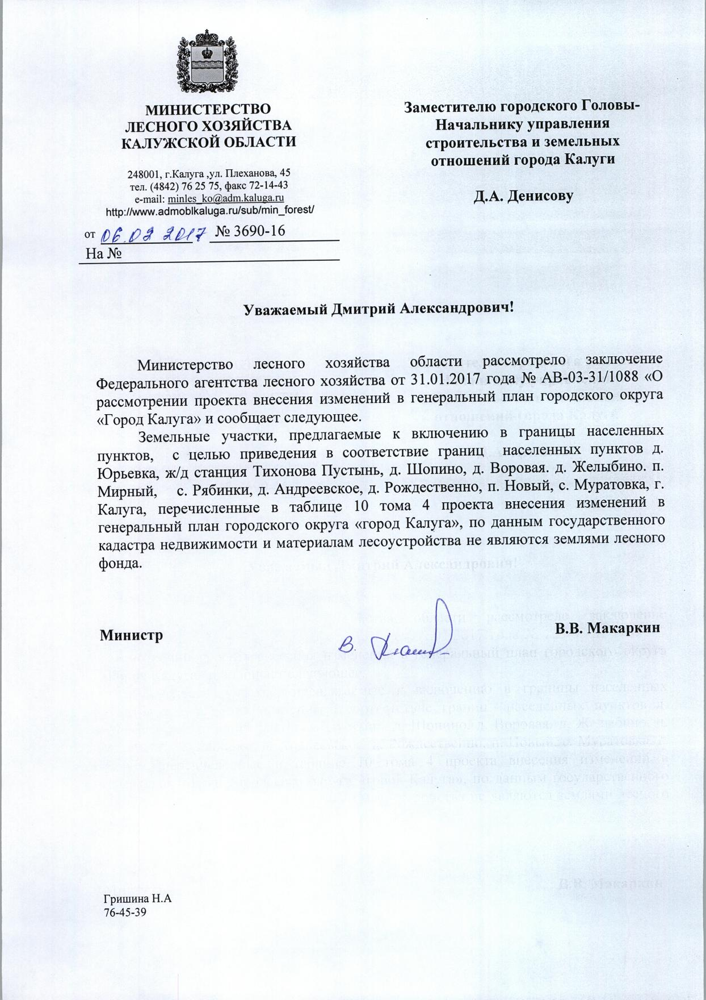 МИНИСТЕРСТВО
ЛЕСНОГО ХОЗЯЙСТВА
КАЛУЖСКОЙ ОБЛАСТИ
248001, г.Калуга ,ул. Плеханова, 45
тел. (4842) 76 25 75, факс 72-14-43
e-mail: minles_ko@adm.kaluga.ru
http://www.admoblkaluga.ru/sub/min_forest/
от 06.02 2017 № 3690-16
На №
Заместителю городского Головы-
Начальнику управления
строительства и земельных
отношений города Калуги
Д.А. Денисову
Уважаемый Дмитрий Александрович!
Министерство лесного хозяйства области рассмотрело заключение
Федерального агентства лесного хозяйства от 31.01.2017 года № АВ-03-31/1088 «О
рассмотрении проекта внесения изменений в генеральный план городского округа
«Город Калуга» и сообщает следующее.
Земельные участки, предлагаемые к включению в границы населенных
пунктов, с целью приведения в соответствие границ населенных пунктов д.
Юрьевка, ж/д станция Тихонова Пустынь, д. Шопино, д. Воровая. д. Желыбино. п.
Мирный, с. Рябинки, д. Андреевское, д. Рождественно, п. Новый, с. Муратовка, г.
Калуга, перечисленные в таблице 10 тома 4 проекта внесения изменений в
генеральный план городского округа «город Калуга», по данным государственного
кадастра недвижимости и материалам лесоустройства не являются землями лесного
фонда.
Министр
В.В. Макаркин
Гришина Н.А
76-45-39